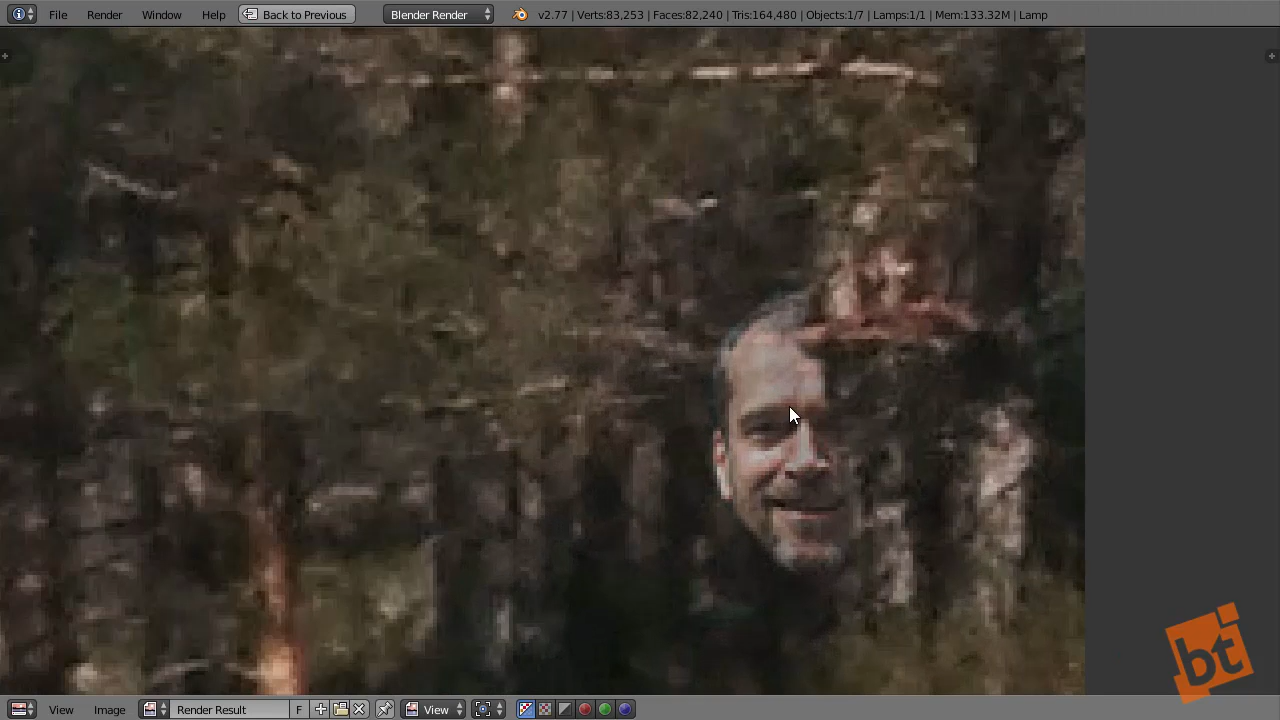 File Render Window Help Back to Previous Blender Render v2.77 | Verts:83,253 | Faces:82,240 | Tris:164,480 | Objects:1/7 | Lamps:1/1 | Mem:133.32M | Lamp
bt
View Image Render Result F View